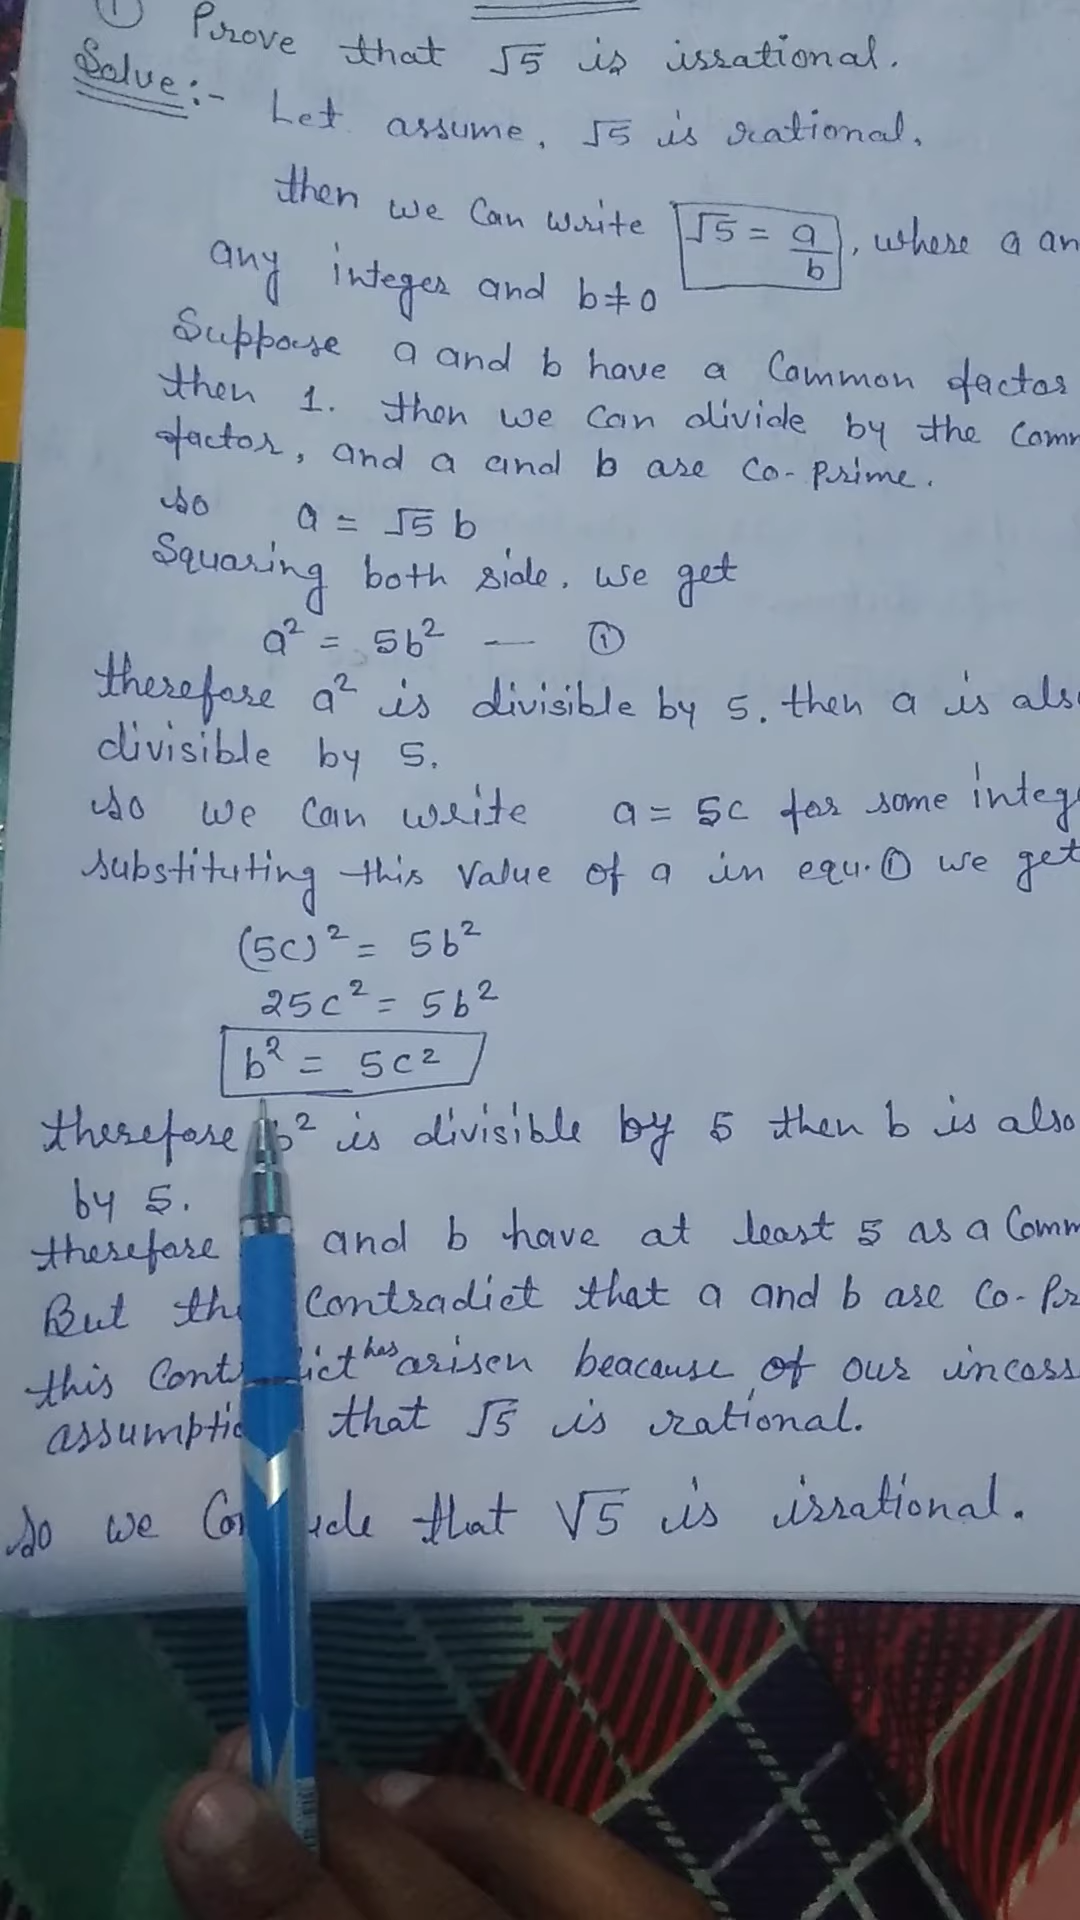 ① Prove that √5 is irrational.
Solve:- Let assume, √5 is rational.
then we can write √5 = a/b, where a an
any integer and b≠0
Suppose a and b have a common factor
then 1. then we can divide by the comm
factor, and a and b are co-prime.
so a = √5 b
Squaring both side. we get
a² = 5b² — ①
therefore a² is divisible by 5. then a is als
divisible by 5.
so we can write a = 5c for some integ
substituting this value of a in equ.① we get
(5c)² = 5b²
25c² = 5b²
b² = 5c²
therefore b² is divisible by 5 then b is also
by 5.
therefore and b have at least 5 as a comm
But th contradict that a and b are co-pr
this cont ict has arisen beacause of our incorr
assumptio that √5 is rational.
so we Con ude that √5 is irrational.